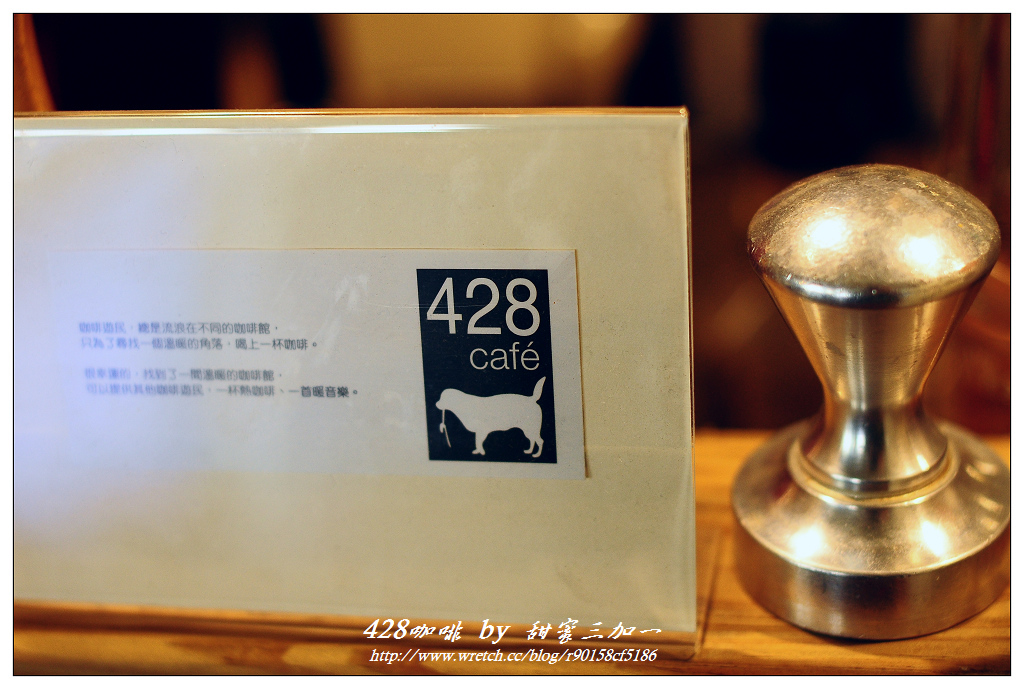 咖啡遊民，總是流浪在不同的咖啡館，
只為了尋找一個溫暖的角落，喝上一杯咖啡。
很幸運的，找到了一間溫暖的咖啡館，
可以提供其他咖啡遊民、一杯熱咖啡、一首暖音樂。
428
café
428咖啡 by 甜蜜三加一
http://www.wretch.cc/blog/r90158cf5186